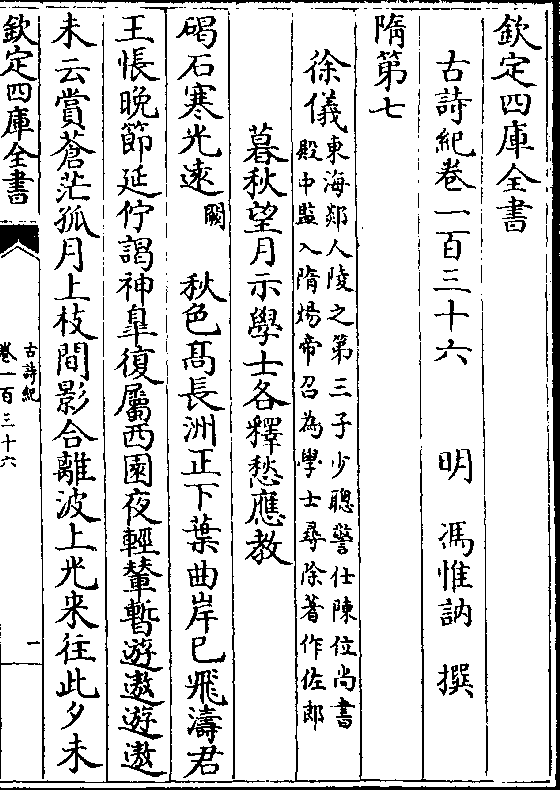 欽定四庫全書
古詩紀卷一百三十六　明　馮惟訥　撰
隋第七
徐儀東海郯人陵之第三子少聰警仕陳位尚書殿中監入隋煬帝召為學士尋除著作佐郎
暮秋望月示學士各釋愁應教
碣石寒光速闕　秋色高長洲正下葉曲岸已飛濤君
王悵晚節延佇謁神臯復屬西園夜輕輦暫遊遨遊遨
未云賞蒼茫孤月上枝間影合離波上光来往此夕未
欽定四庫全書
古詩紀
卷一百三十六
一